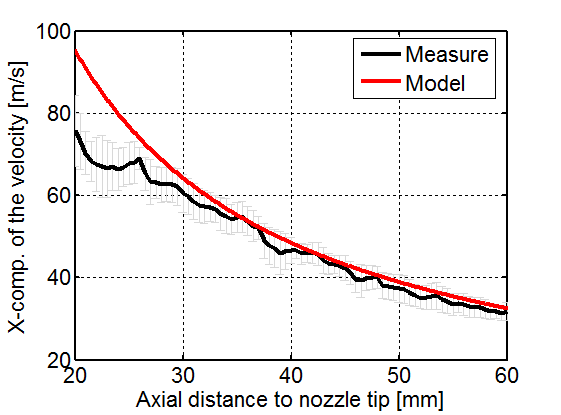 100
80
60
40
20
X-comp. of the velocity [m/s]
Measure
Model
20 30 40 50 60
Axial distance to nozzle tip [mm]